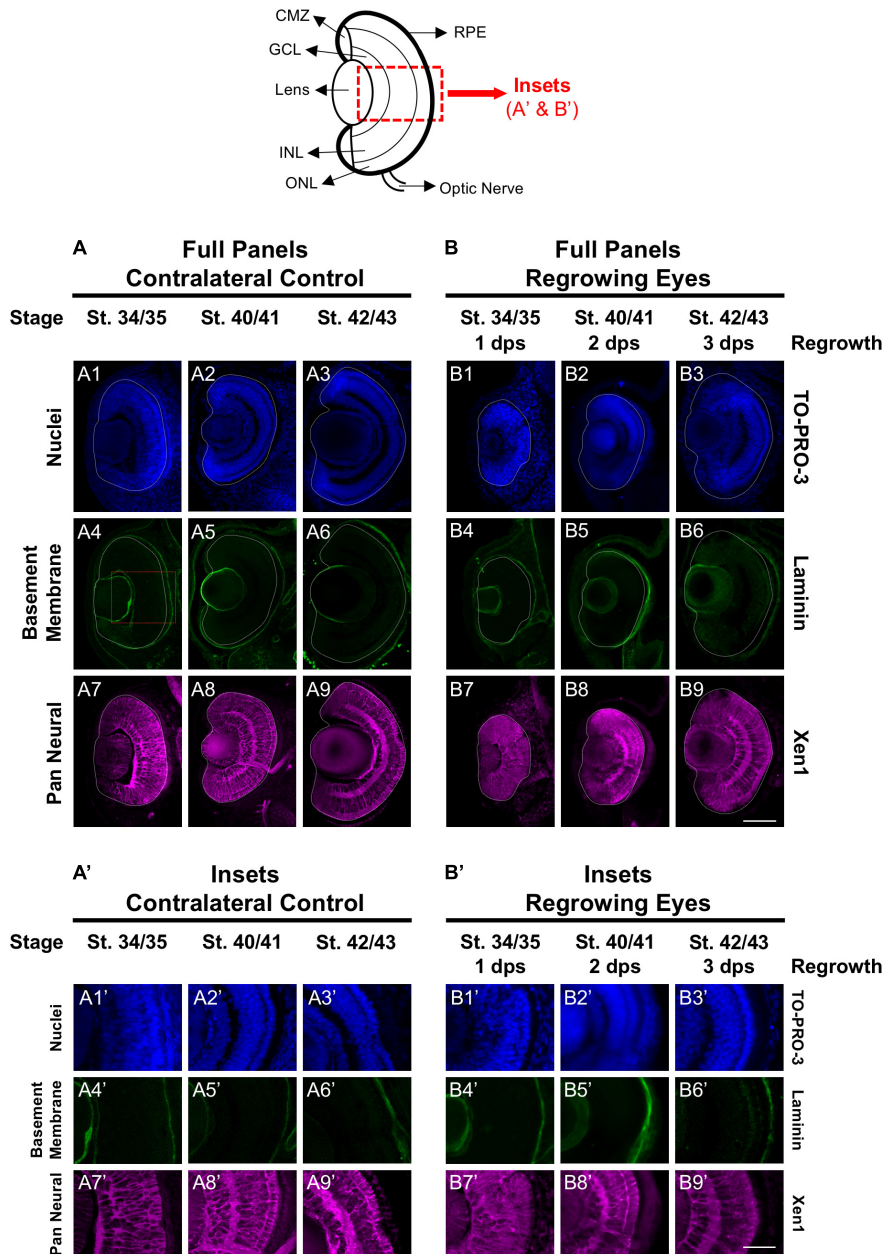 CMZ
RPE
GCL
Lens
Insets
(A' & B')
INL
ONL
Optic Nerve
A
Full Panels
Contralateral Control
B
Full Panels
Regrowing Eyes
Stage
St. 34/35
St. 40/41
St. 42/43
St. 34/35
1 dps
St. 40/41
2 dps
St. 42/43
3 dps
Regrowth
Nuclei
A1
A2
A3
B1
B2
B3
TO-PRO-3
Basement
Membrane
A4
A5
A6
B4
B5
B6
Laminin
Pan Neural
A7
A8
A9
B7
B8
B9
Xen1
A'
Insets
Contralateral Control
B'
Insets
Regrowing Eyes
Stage
St. 34/35
St. 40/41
St. 42/43
St. 34/35
1 dps
St. 40/41
2 dps
St. 42/43
3 dps
Regrowth
Nuclei
A1'
A2'
A3'
B1'
B2'
B3'
TO-PRO-3
Basement
Membrane
A4'
A5'
A6'
B4'
B5'
B6'
Laminin
Pan Neural
A7'
A8'
A9'
B7'
B8'
B9'
Xen1